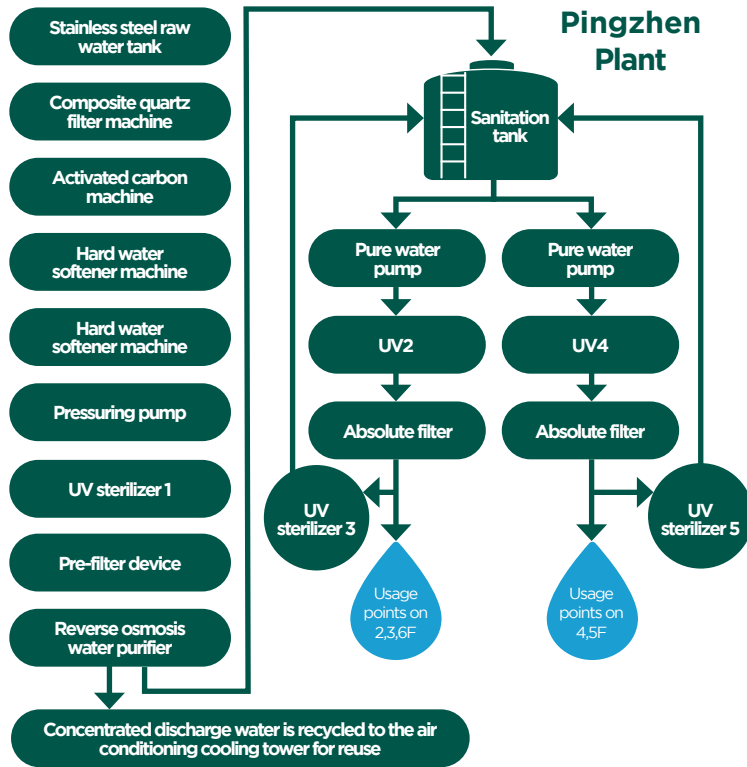 Pingzhen
Plant
Stainless steel raw
water tank
Composite quartz
filter machine
Activated carbon
machine
Hard water
softener machine
Hard water
softener machine
Pressuring pump
UV sterilizer 1
Pre-filter device
Reverse osmosis
water purifier
Concentrated discharge water is recycled to the air
conditioning cooling tower for reuse
Sanitation
tank
Pure water
pump
UV2
Absolute filter
UV
sterilizer 3
Usage
points on
2,3,6F
Pure water
pump
UV4
Absolute filter
UV
sterilizer 5
Usage
points on
4,5F